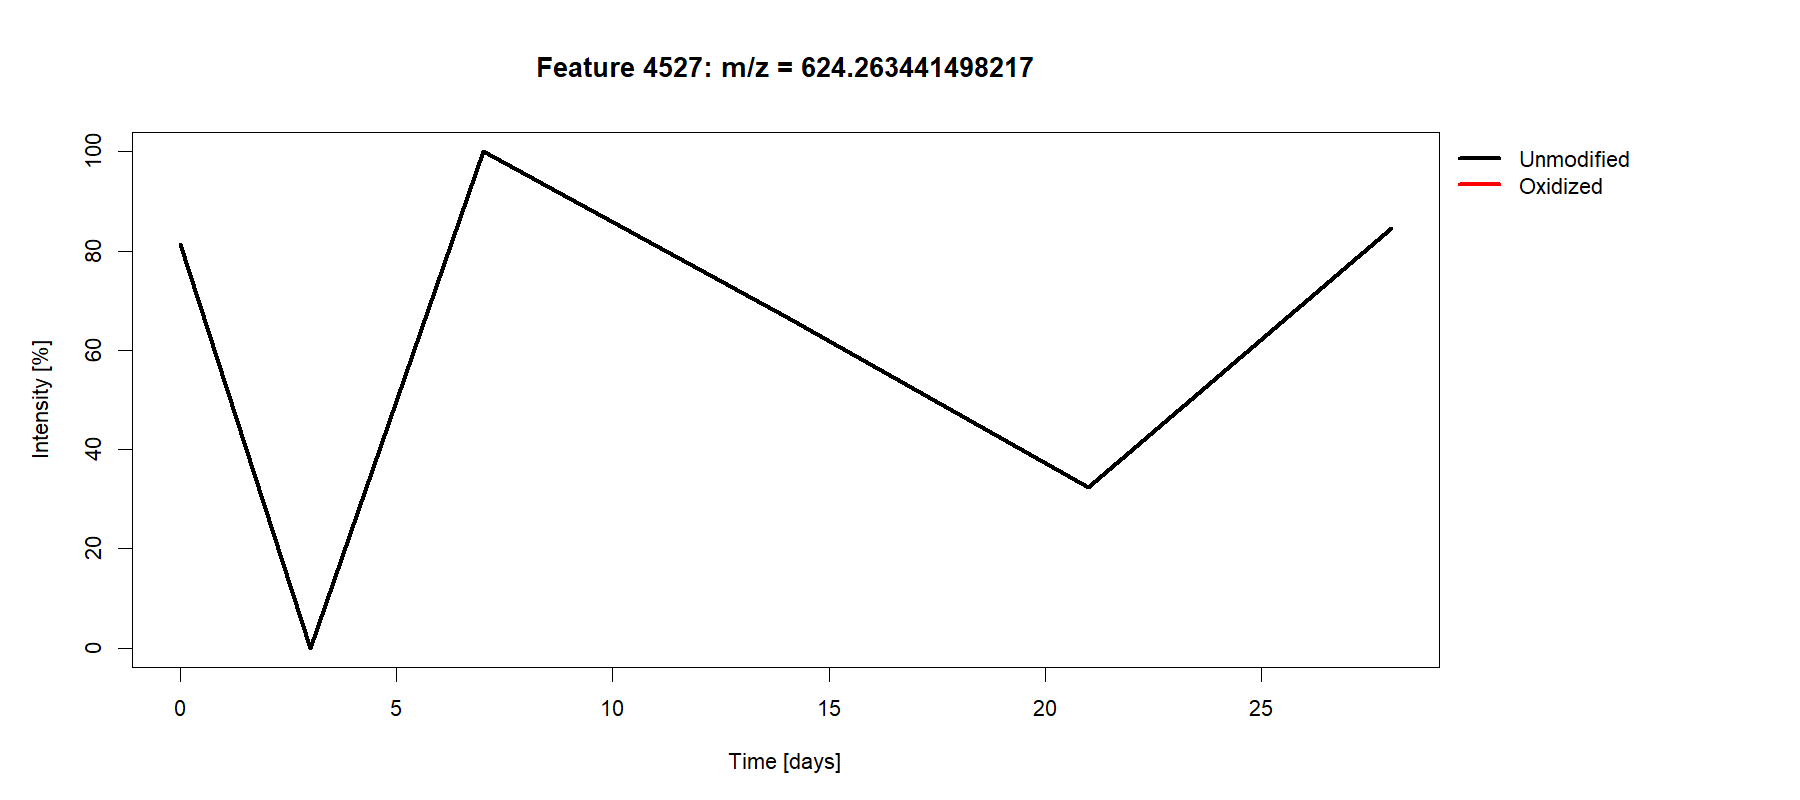 Feature 4527: m/z = 624.263441498217
Unmodified
Oxidized
Intensity [%]
100
80
60
40
20
0
0 5 10 15 20 25
Time [days]